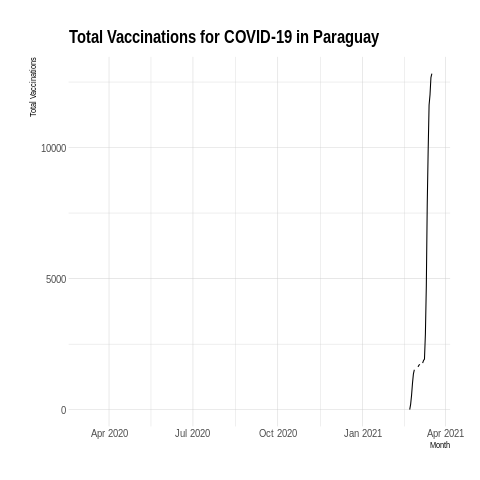 Total Vaccinations for COVID-19 in Paraguay
Total Vaccinations
10000
5000
0
Apr 2020
Jul 2020
Oct 2020
Jan 2021
Apr 2021
Month